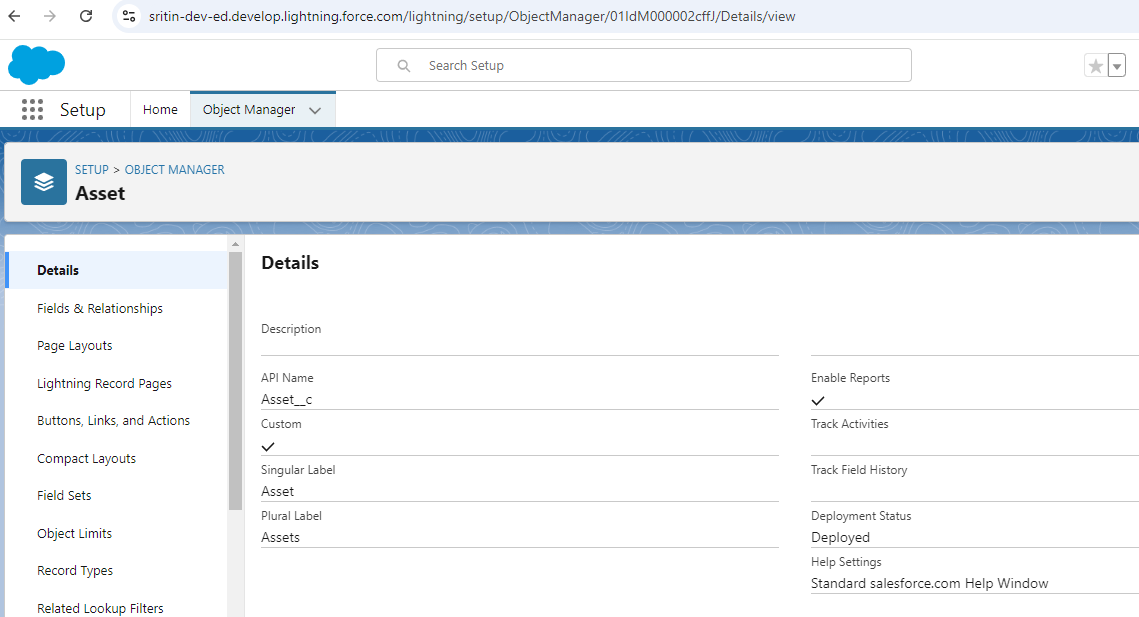 sritin-dev-ed.develop.lightning.force.com/lightning/setup/ObjectManager/01IdM000002cffJ/Details/view
Search Setup
Setup
Home
Object Manager
SETUP > OBJECT MANAGER
Asset
Details
Fields & Relationships
Page Layouts
Lightning Record Pages
Buttons, Links, and Actions
Compact Layouts
Field Sets
Object Limits
Record Types
Related Lookup Filters
Details
Description
API Name
Asset__c
Custom
Singular Label
Asset
Plural Label
Assets
Enable Reports
Track Activities
Track Field History
Deployment Status
Deployed
Help Settings
Standard salesforce.com Help Window